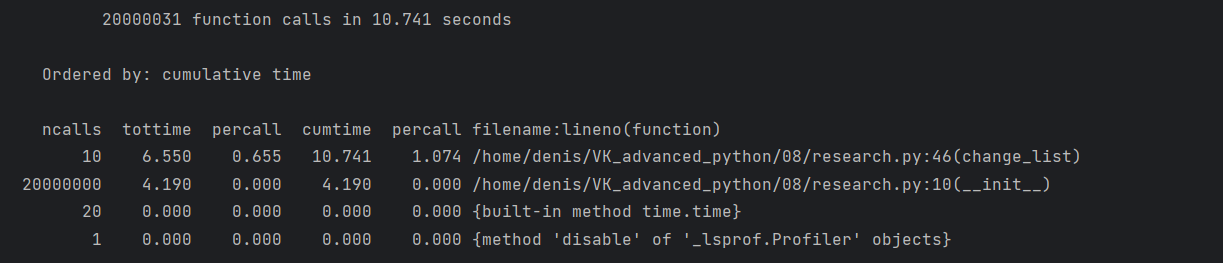 20000031 function calls in 10.741 seconds
Ordered by: cumulative time
ncalls tottime percall cumtime percall filename:lineno(function)
10 6.550 0.655 10.741 1.074 /home/denis/VK_advanced_python/08/research.py:46(change_list)
20000000 4.190 0.000 4.190 0.000 /home/denis/VK_advanced_python/08/research.py:10(__init__)
20 0.000 0.000 0.000 0.000 {built-in method time.time}
1 0.000 0.000 0.000 0.000 {method 'disable' of '_lsprof.Profiler' objects}